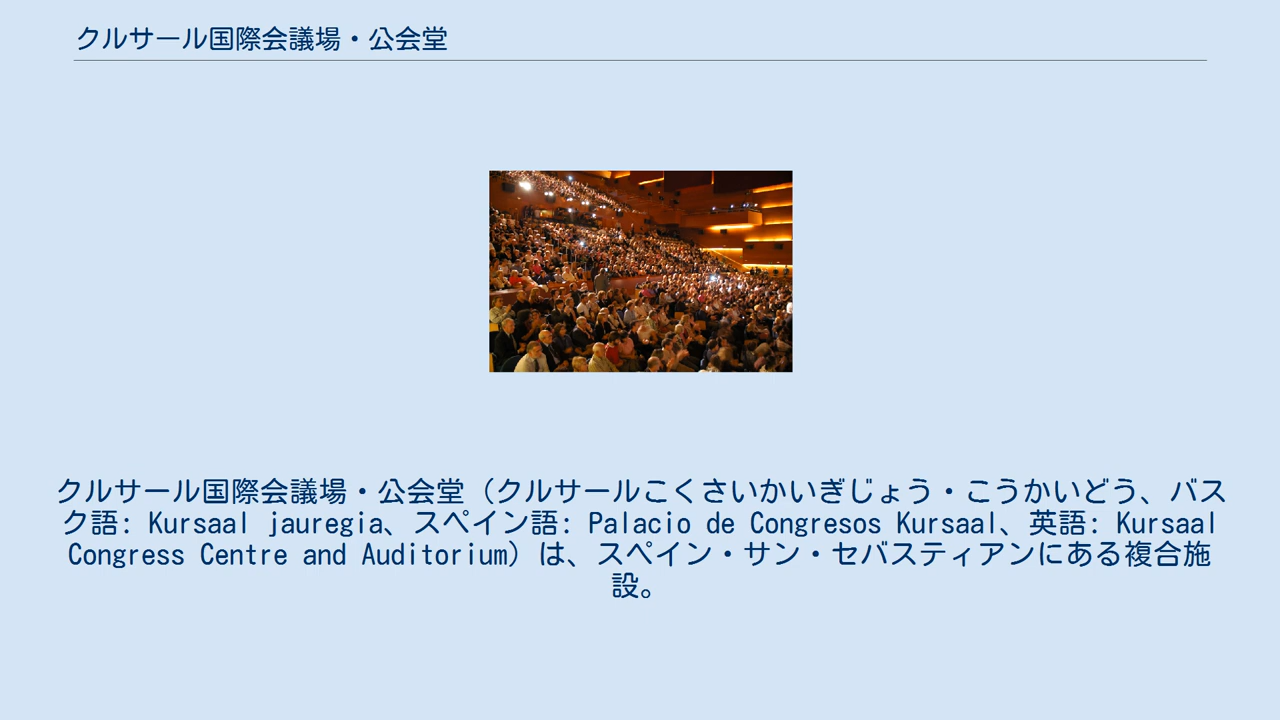 クルサール国際会議場・公会堂
クルサール国際会議場・公会堂（クルサールこくさいかいぎじょう・こうかいどう、バス
ク語: Kursaal jauregia、スペイン語: Palacio de Congresos Kursaal、英語: Kursaal
Congress Centre and Auditorium）は、スペイン・サン・セバスティアンにある複合施
設。